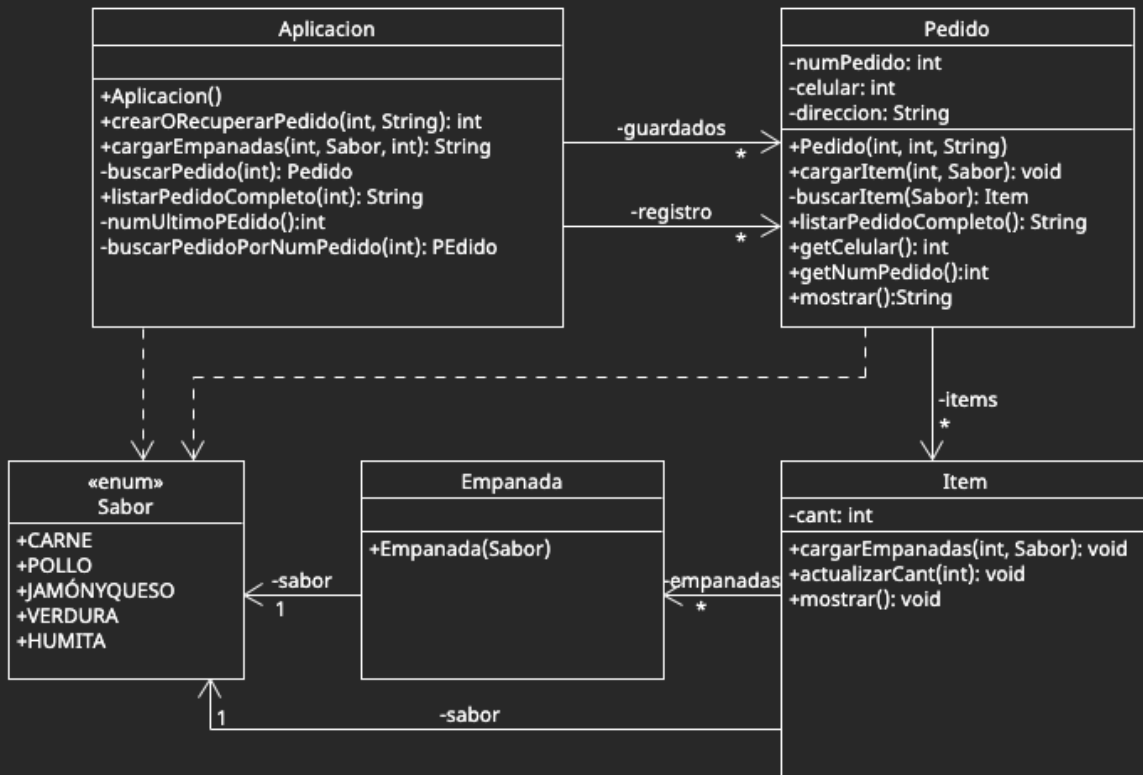 Aplicacion
+Aplicacion()
+crearORecuperarPedido(int, String): int
+cargarEmpanadas(int, Sabor, int): String
-buscarPedido(int): Pedido
+listarPedidoCompleto(int): String
-numUltimoPEdido():int
-buscarPedidoPorNumPedido(int): PEdido
-guardados
*
-registro
*
Pedido
-numPedido: int
-celular: int
-direccion: String
+Pedido(int, int, String)
+cargarItem(int, Sabor): void
-buscarItem(Sabor): Item
+listarPedidoCompleto(): String
+getCelular(): int
+getNumPedido():int
+mostrar():String
-items
*
«enum»
Sabor
+CARNE
+POLLO
+JAMÓNYQUESO
+VERDURA
+HUMITA
-sabor
1
Empanada
+Empanada(Sabor)
-empanadas
*
Item
-cant: int
+cargarEmpanadas(int, Sabor): void
+actualizarCant(int): void
+mostrar(): void
1
-sabor